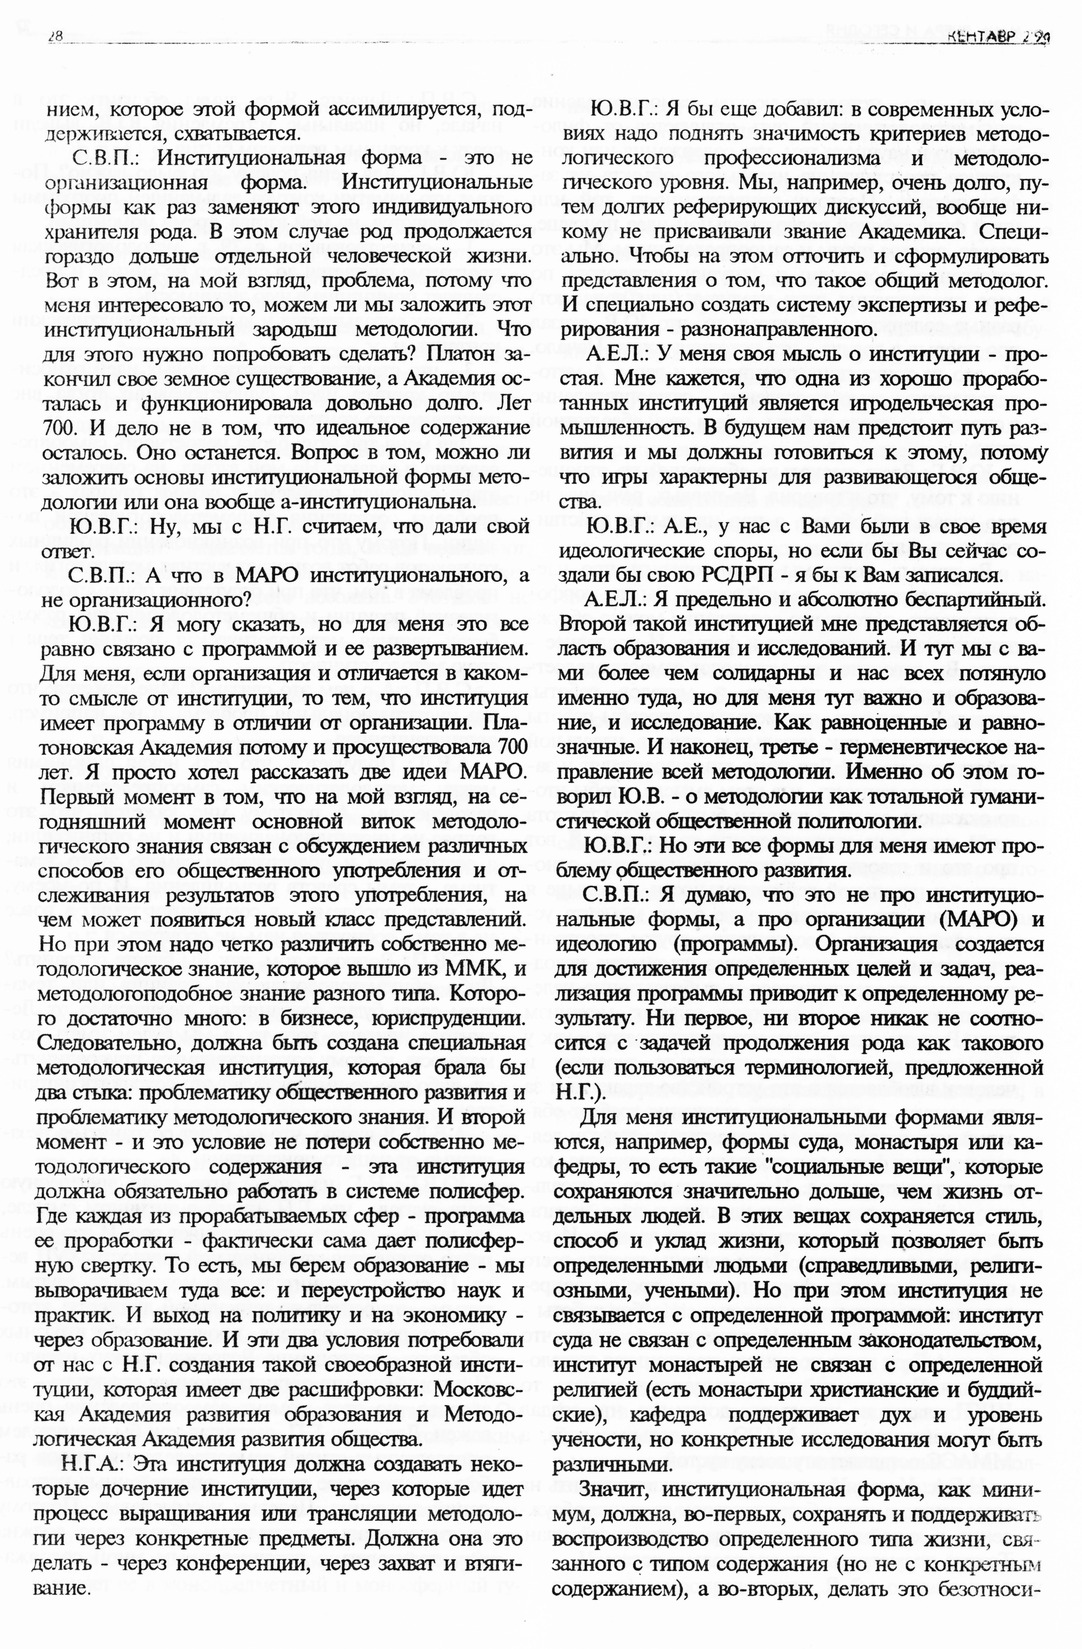 28
КЕНТАВР 2 94
нием, которое этой формой ассимилируется, под-
держивается, схватывается.
С.В.П.: Институциональная форма - это не
организационная форма. Институциональные
формы как раз заменяют этого индивидуального
хранителя рода. В этом случае род продолжается
гораздо дольше отдельной человеческой жизни.
Вот в этом, на мой взгляд, проблема, потому что
меня интересовало то, можем ли мы заложить этот
институциональный зародыш методологии. Что
для этого нужно попробовать сделать? Платон за-
кончил свое земное существование, а Академия ос-
талась и функционировала довольно долго. Лет
700. И дело не в том, что идеальное содержание
осталось. Оно останется. Вопрос в том, можно ли
заложить основы институциональной формы мето-
дологии или она вообще а-институциональна.
Ю.В.Г.: Ну, мы с Н.Г. считаем, что дали свой
ответ.
С.В.П.: А что в МАРО институционального, а
не организационного?
Ю.В.Г.: Я могу сказать, но для меня это все
равно связано с программой и ее развертыванием.
Для меня, если организация и отличается в каком-
то смысле от институции, то тем, что институция
имеет программу в отличии от организации. Пла-
тоновская Академия потому и просуществовала 700
лет. Я просто хотел рассказать две идеи МАРО.
Первый момент в том, что на мой взгляд, на се-
годняшний момент основной виток методоло-
гического знания связан с обсуждением различных
способов его общественного употребления и от-
слеживания результатов этого употребления, на
чем может появиться новый класс представлений.
Но при этом надо четко различить собственно ме-
тодологическое знание, которое вышло из ММК, и
методологоподобное знание разного типа. Которо-
го достаточно много: в бизнесе, юриспруденции.
Следовательно, должна быть создана специальная
методологическая институция, которая брала бы
два стыка: проблематику общественного развития и
проблематику методологического знания. И второй
момент - и это условие не потери собственно ме-
тодологического содержания - эта институция
должна обязательно работать в системе полисфер.
Где каждая из прорабатываемых сфер - программа
ее проработки - фактически сама дает полисфер-
ную свертку. То есть, мы берем образование - мы
выворачиваем туда все: и переустройство наук и
практик. И выход на политику и на экономику -
через образование. И эти два условия потребовали
от нас с Н.Г. создания такой своеобразной инсти-
туции, которая имеет две расшифровки: Московс-
кая Академия развития образования и Методо-
логическая Академия развития общества.
Н.Г.А.: Эта институция должна создавать неко-
торые дочерние институции, через которые идет
процесс выращивания или трансляции методоло-
гии через конкретные предметы. Должна она это
делать - через конференции, через захват и втяги-
вание.
Ю.В.Г.: Я бы еще добавил: в современных усло-
виях надо поднять значимость критериев методо-
логического профессионализма и методоло-
гического уровня. Мы, например, очень долго, пу-
тем долгих реферирующих дискуссий, вообще ни-
кому не присваивали звание Академика. Специ-
ально. Чтобы на этом отточить и сформулировать
представления о том, что такое общий методолог.
И специально создать систему экспертизы и рефе-
рирования - разнонаправленного.
А.Е.Л.: У меня своя мысль о институции - про-
стая. Мне кажется, что одна из хорошо прорабо-
танных институций является игродельческая про-
мышленность. В будущем нам предстоит путь раз-
вития и мы должны готовиться к этому, потому
что игры характерны для развивающегося обще-
ства.
Ю.В.Г.: А.Е., у нас с Вами были в свое время
идеологические споры, но если бы Вы сейчас со-
здали бы свою РСДРП - я бы к Вам записался.
А.Е.Л.: Я предельно и абсолютно беспартийный.
Второй такой институцией мне представляется об-
ласть образования и исследований. И тут мы с ва-
ми более чем солидарны и нас всех потянуло
именно туда, но для меня тут важно и образова-
ние, и исследование. Как равноценные и равно-
значные. И наконец, третье - герменевтическое на-
правление всей методологии. Именно об этом го-
ворил Ю.В. - о методологии как тотальной гумани-
стической общественной политологии.
Ю.В.Г.: Но эти все формы для меня имеют про-
блему общественного развития.
С.В.П.: Я думаю, что это не про институцио-
нальные формы, а про организации (МАРО) и
идеологию (программы). Организация создается
для достижения определенных целей и задач, реа-
лизация программы приводит к определенному ре-
зультату. Ни первое, ни второе никак не соотно-
сится с задачей продолжения рода как такового
(если пользоваться терминологией, предложенной
Н.Г.).
Для меня институциональными формами явля-
ются, например, формы суда, монастыря или ка-
федры, то есть такие "социальные вещи", которые
сохраняются значительно дольше, чем жизнь от-
дельных людей. В этих вещах сохраняется стиль,
способ и уклад жизни, который позволяет быть
определенными людьми (справедливыми, религи-
озными, учеными). Но при этом институция не
связывается с определенной программой: институт
суда не связан с определенным законодательством,
институт монастырей не связан с определенной
религией (есть монастыри христианские и буддий-
ские), кафедра поддерживает дух и уровень
учености, но конкретные исследования могут быть
различными.
Значит, институциональная форма, как мини-
мум, должна, во-первых, сохранять и поддерживать
воспроизводство определенного типа жизни, свя-
занного с типом содержания (но не с конкретным
содержанием), а во-вторых, делать это безотноси-